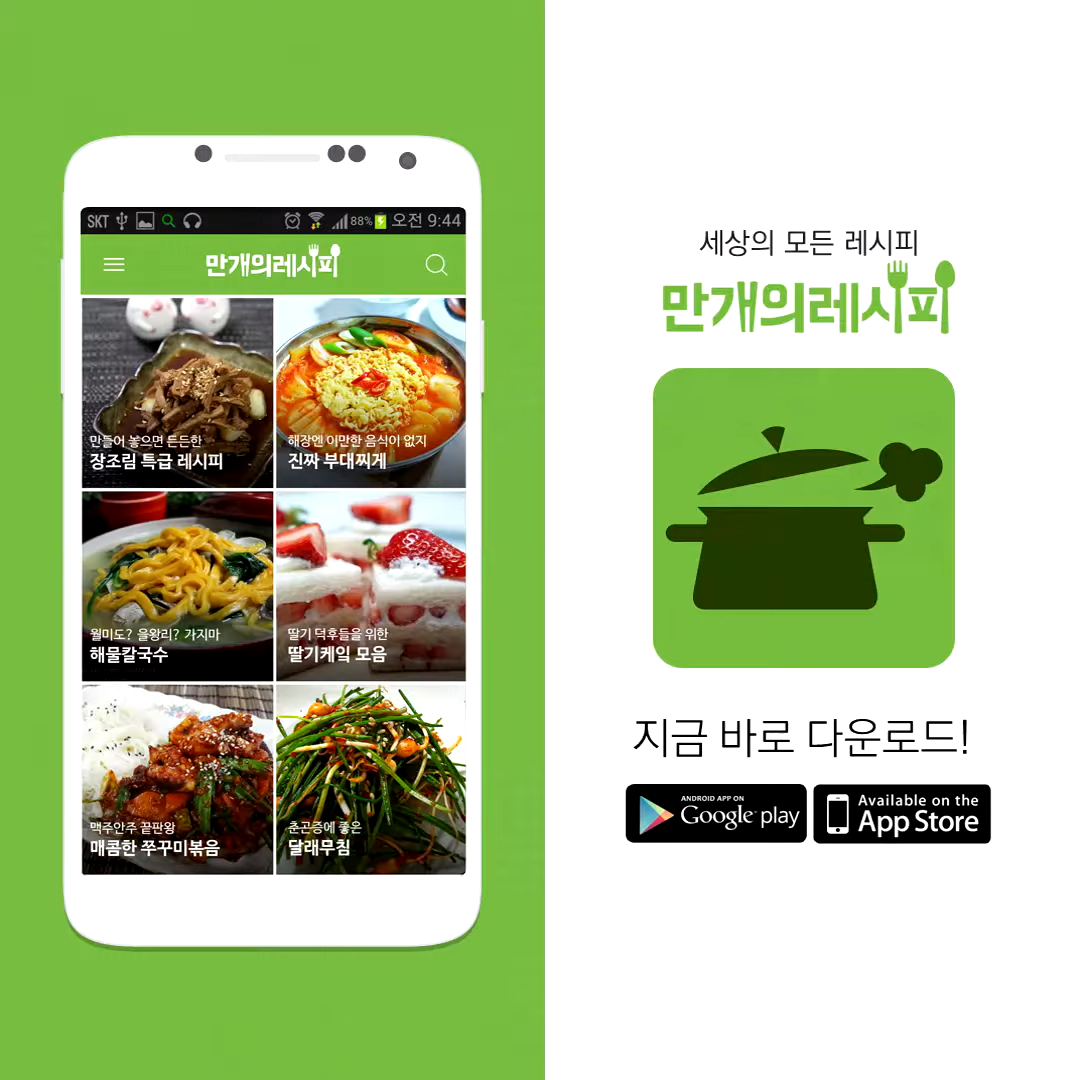 SKT
88%
오전 9:44
만개의레시피
만들어 놓으면 든든한
장조림 특급 레시피
해장엔 이만한 음식이 없지
진짜 부대찌게
월미도? 을왕리? 가지마
해물칼국수
딸기 덕후들을 위한
딸기케잌 모음
맥주안주 끝판왕
매콤한 쭈꾸미볶음
춘곤증에 좋은
달래무침
세상의 모든 레시피
만개의레시피
지금 바로 다운로드!
ANDROID APP ON
Google play
Available on the
App Store